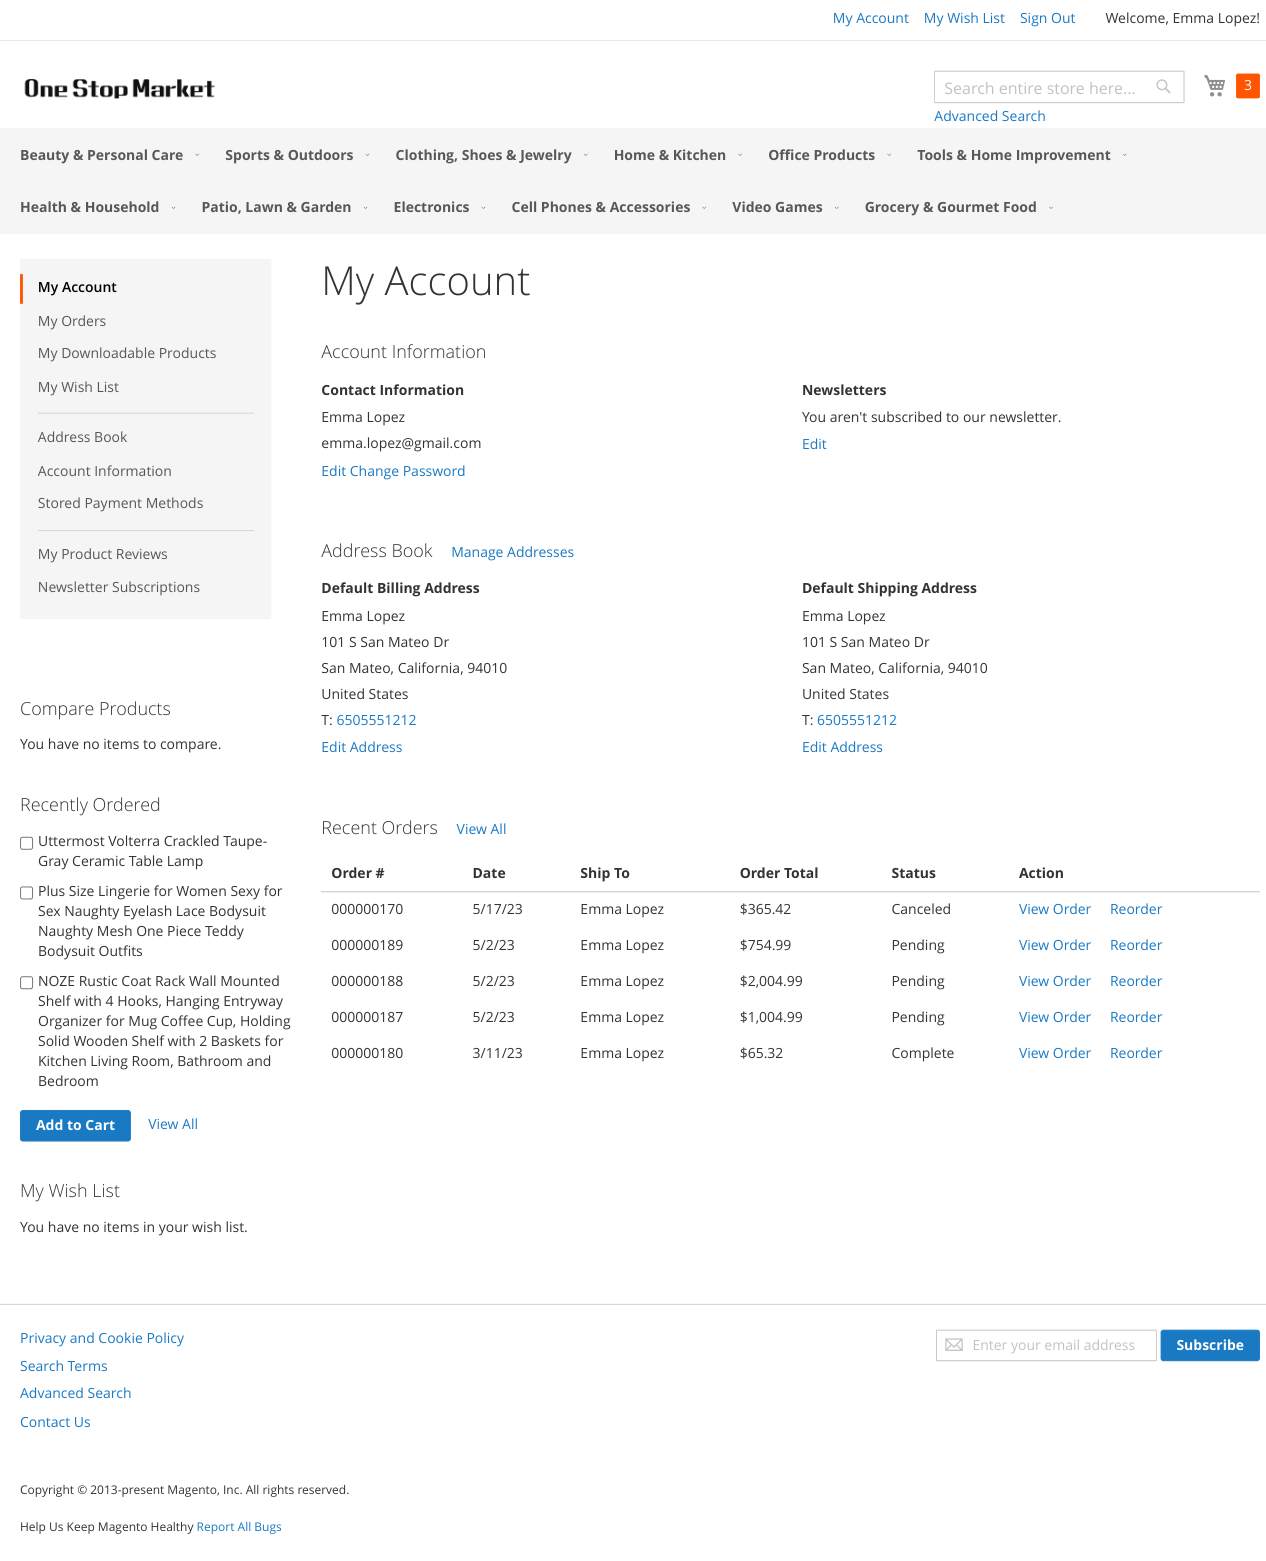 My Account My Wish List Sign Out Welcome, Emma Lopez!
One Stop Market
Search entire store here...
3
Advanced Search
Beauty & Personal Care Sports & Outdoors Clothing, Shoes & Jewelry Home & Kitchen Office Products Tools & Home Improvement
Health & Household Patio, Lawn & Garden Electronics Cell Phones & Accessories Video Games Grocery & Gourmet Food
My Account
My Orders
My Downloadable Products
My Wish List
Address Book
Account Information
Stored Payment Methods
My Product Reviews
Newsletter Subscriptions
Compare Products
You have no items to compare.
Recently Ordered
Uttermost Volterra Crackled Taupe-
Gray Ceramic Table Lamp
Plus Size Lingerie for Women Sexy for
Sex Naughty Eyelash Lace Bodysuit
Naughty Mesh One Piece Teddy
Bodysuit Outfits
NOZE Rustic Coat Rack Wall Mounted
Shelf with 4 Hooks, Hanging Entryway
Organizer for Mug Coffee Cup, Holding
Solid Wooden Shelf with 2 Baskets for
Kitchen Living Room, Bathroom and
Bedroom
Add to Cart View All
My Wish List
You have no items in your wish list.
My Account
Account Information
Contact Information
Emma Lopez
emma.lopez@gmail.com
Edit Change Password
Newsletters
You aren't subscribed to our newsletter.
Edit
Address Book Manage Addresses
Default Billing Address
Emma Lopez
101 S San Mateo Dr
San Mateo, California, 94010
United States
T: 6505551212
Edit Address
Default Shipping Address
Emma Lopez
101 S San Mateo Dr
San Mateo, California, 94010
United States
T: 6505551212
Edit Address
Recent Orders View All
Order # Date Ship To Order Total Status Action
000000170 5/17/23 Emma Lopez $365.42 Canceled View Order Reorder
000000189 5/2/23 Emma Lopez $754.99 Pending View Order Reorder
000000188 5/2/23 Emma Lopez $2,004.99 Pending View Order Reorder
000000187 5/2/23 Emma Lopez $1,004.99 Pending View Order Reorder
000000180 3/11/23 Emma Lopez $65.32 Complete View Order Reorder
Privacy and Cookie Policy
Search Terms
Advanced Search
Contact Us
Enter your email address Subscribe
Copyright © 2013-present Magento, Inc. All rights reserved.
Help Us Keep Magento Healthy Report All Bugs